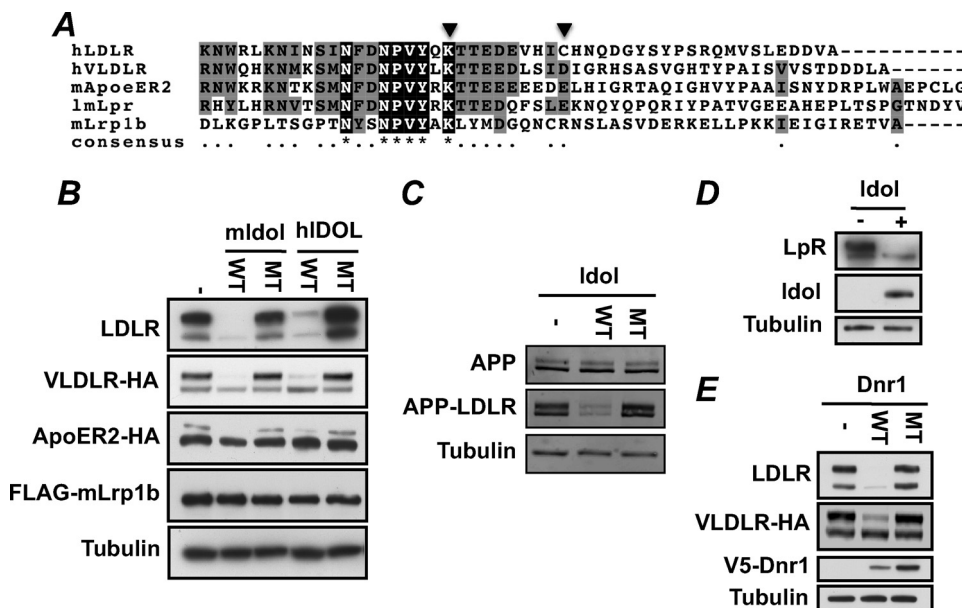 A
hLDLR KNWRLKNINSINFDNPVYQKTTEDEVHICHNQDGYSYPSRQMVSLEDDVA----------
hVLDLR RNWQHKNMKSMNFDNPVYLKTTEEDLSIDIGRHSASVGHTYPAISVVSTDDDLA------
mApoeER2 RNWKRKNTKSMNFDNPVYRKTTEEEEEDELHIGRTAQIGHVYPAAISNYDRPLWAEPCLG
lmLpr RHYLHRNVTSMNFDNPVYRKTTEDQFSLEKNQYQPQRIYPATVGEEAHEPLTSPGTNDYV
mLrp1b DLKGPLTSGPTNYSNPVYAKLYMDGQNCRNSLASVDERKELLPKKIEIGIRETVA-----
consensus ... .. .. *..**** *..... .. . .
B
mIdol hIDOL
- WT MT WT MT
LDLR
VLDLR-HA
ApoER2-HA
FLAG-mLrp1b
Tubulin
C
Idol
- WT MT
APP
APP-LDLR
Tubulin
D
Idol
- +
LpR
Idol
Tubulin
E
Dnr1
- WT MT
LDLR
VLDLR-HA
V5-Dnr1
Tubulin